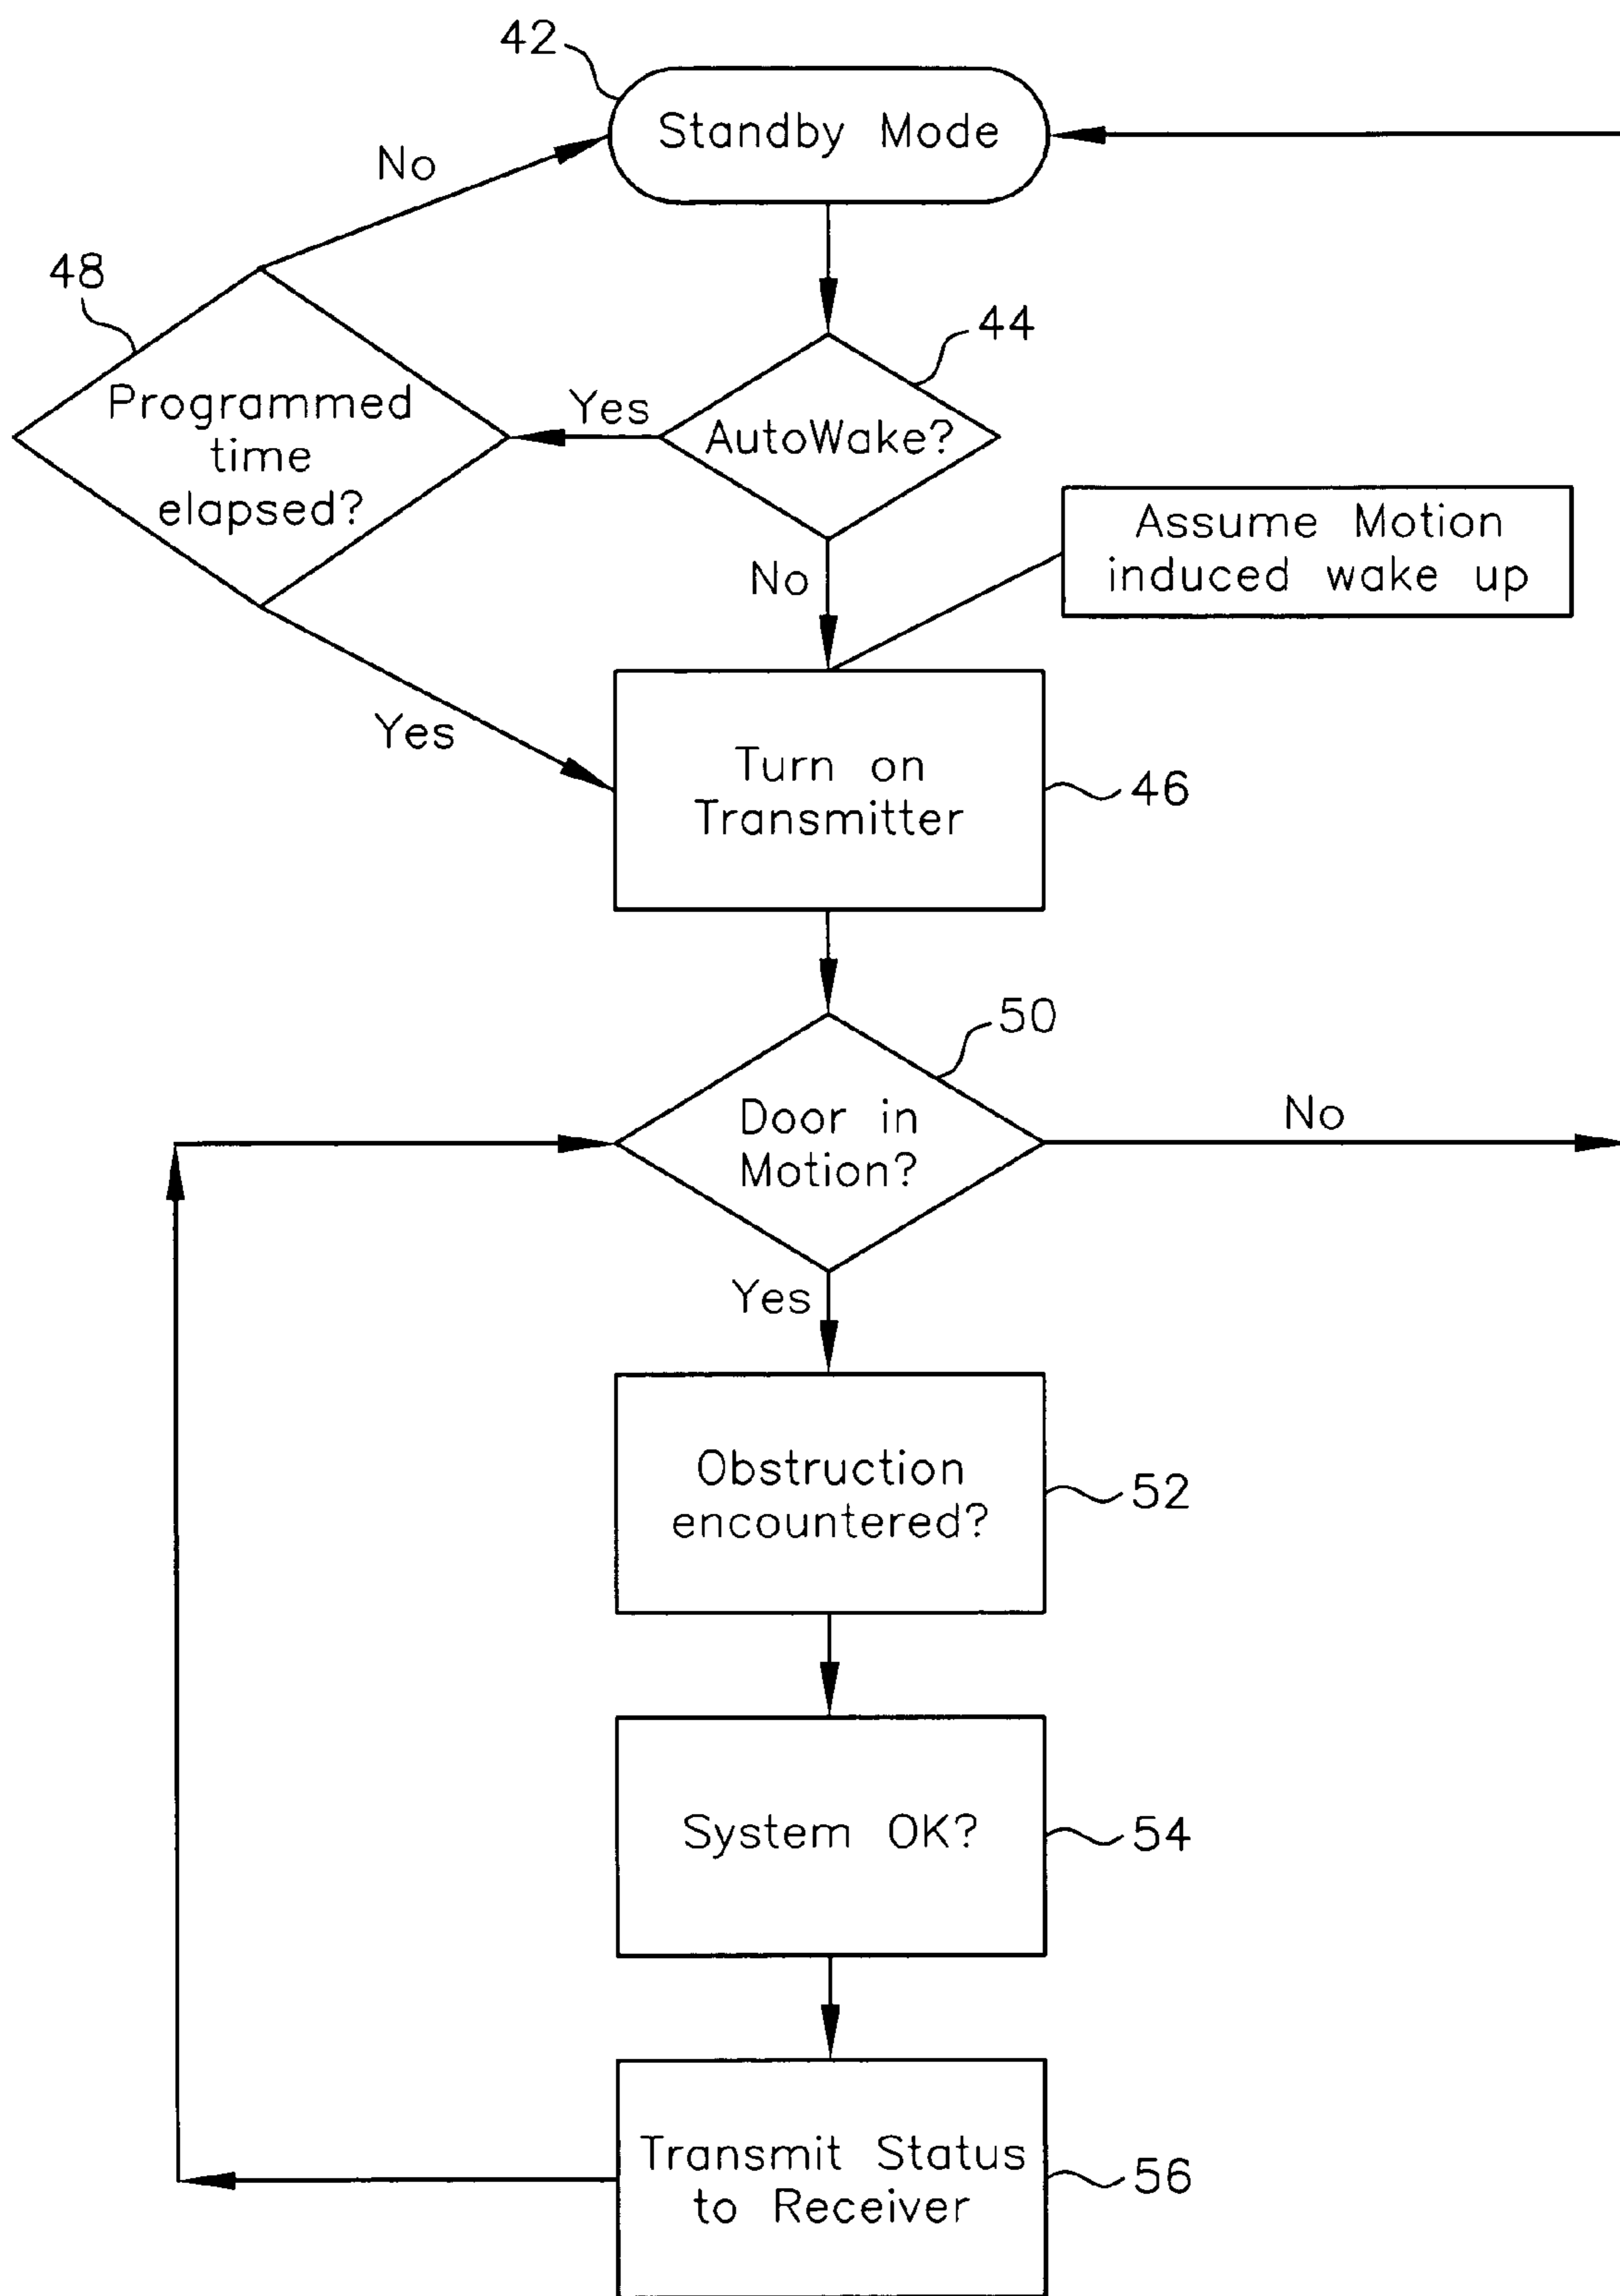 42
Standby Mode
No
48
44
Programmed
time
elapsed?
Yes
AutoWake?
Assume Motion
induced wake up
No
Yes
Turn on
Transmitter
46
50
Door in
Motion?
No
Yes
Obstruction
encountered?
52
System OK?
54
Transmit Status
to Receiver
56